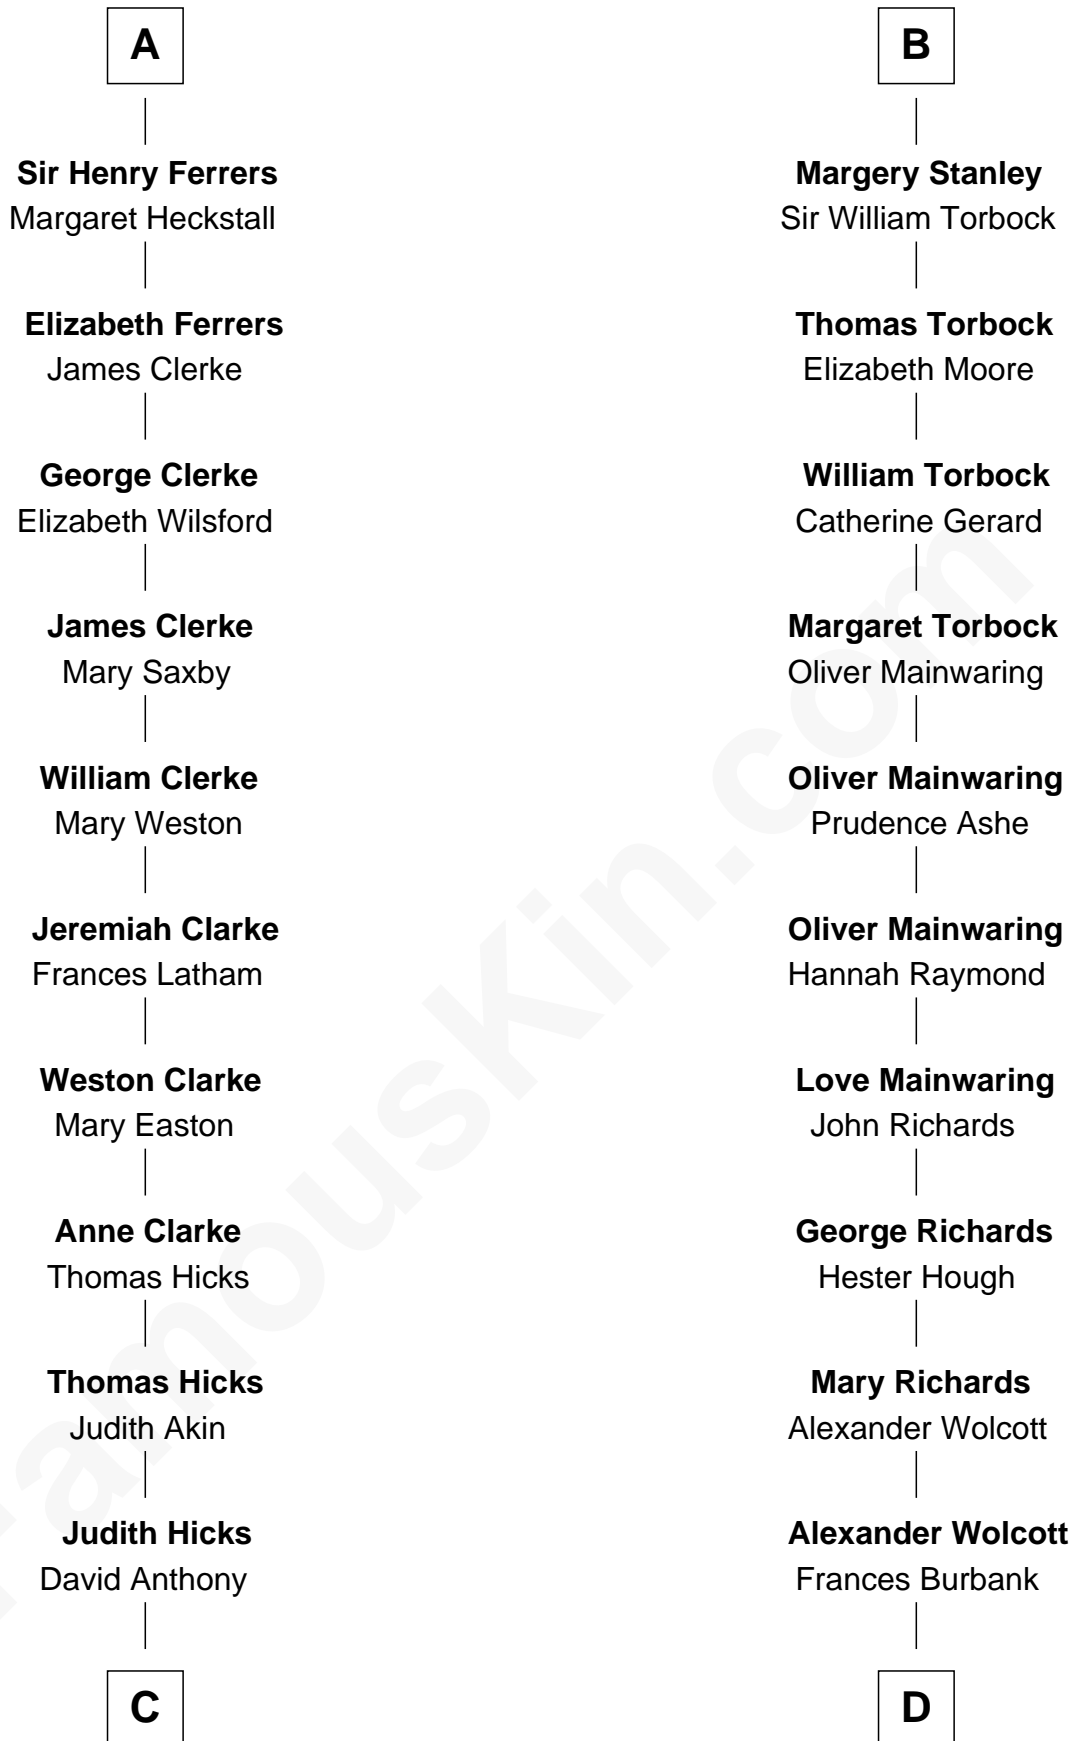 A
Sir Henry Ferrers
Margaret Heckstall
Elizabeth Ferrers
James Clerke
George Clerke
Elizabeth Wilsford
James Clerke
Mary Saxby
William Clerke
Mary Weston
Jeremiah Clarke
Frances Latham
Weston Clarke
Mary Easton
Anne Clarke
Thomas Hicks
Thomas Hicks
Judith Akin
Judith Hicks
David Anthony
C
B
Margery Stanley
Sir William Torbock
Thomas Torbock
Elizabeth Moore
William Torbock
Catherine Gerard
Margaret Torbock
Oliver Mainwaring
Oliver Mainwaring
Prudence Ashe
Oliver Mainwaring
Hannah Raymond
Love Mainwaring
John Richards
George Richards
Hester Hough
Mary Richards
Alexander Wolcott
Alexander Wolcott
Frances Burbank
D
FamousKin.com